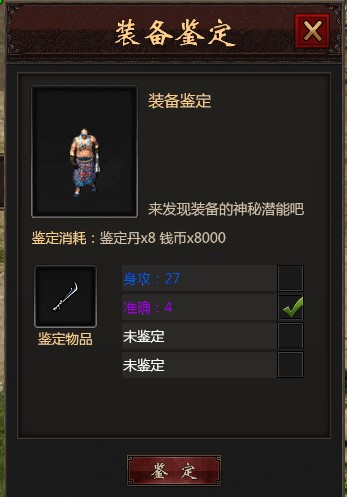 装备鉴定
装备鉴定
来发现装备的神秘潜能吧
鉴定消耗：鉴定丹x8 钱币x8000
身攻：27
准确：4
鉴定物品
未鉴定
未鉴定
鉴 定